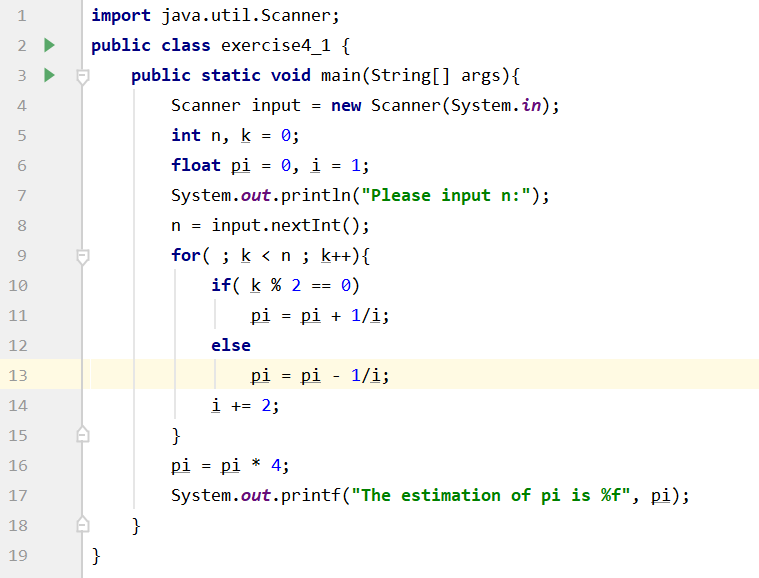 1 import java.util.Scanner;
2 public class exercise4_1 {
3     public static void main(String[] args){
4         Scanner input = new Scanner(System.in);
5         int n, k = 0;
6         float pi = 0, i = 1;
7         System.out.println("Please input n:");
8         n = input.nextInt();
9         for( ; k < n ; k++){
10             if( k % 2 == 0)
11                 pi = pi + 1/i;
12             else
13                 pi = pi - 1/i;
14             i += 2;
15         }
16         pi = pi * 4;
17         System.out.printf("The estimation of pi is %f", pi);
18     }
19 }